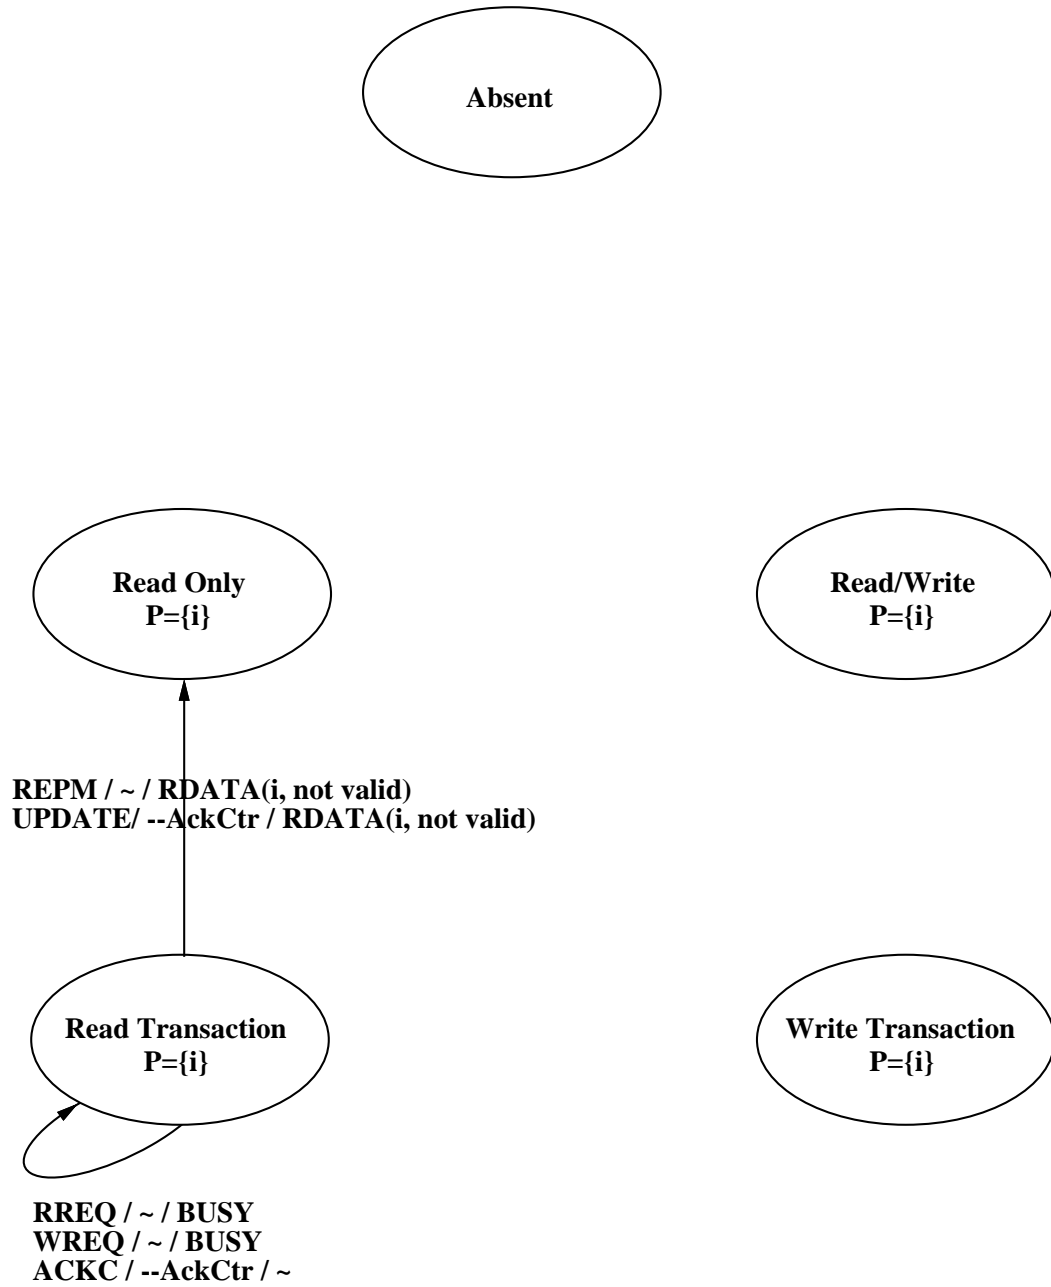 Absent
Read Only
P={i}
Read/Write
P={i}
REPM / ~ / RDATA(i, not valid)
UPDATE/ --AckCtr / RDATA(i, not valid)
Read Transaction
P={i}
Write Transaction
P={i}
RREQ / ~ / BUSY
WREQ / ~ / BUSY
ACKC / --AckCtr / ~